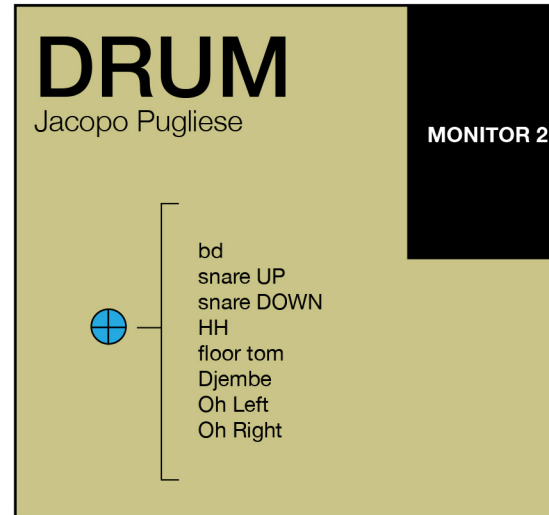 DRUM
Jacopo Pugliese
MONITOR 2
bd
snare UP
snare DOWN
HH
floor tom
Djembe
Oh Left
Oh Right